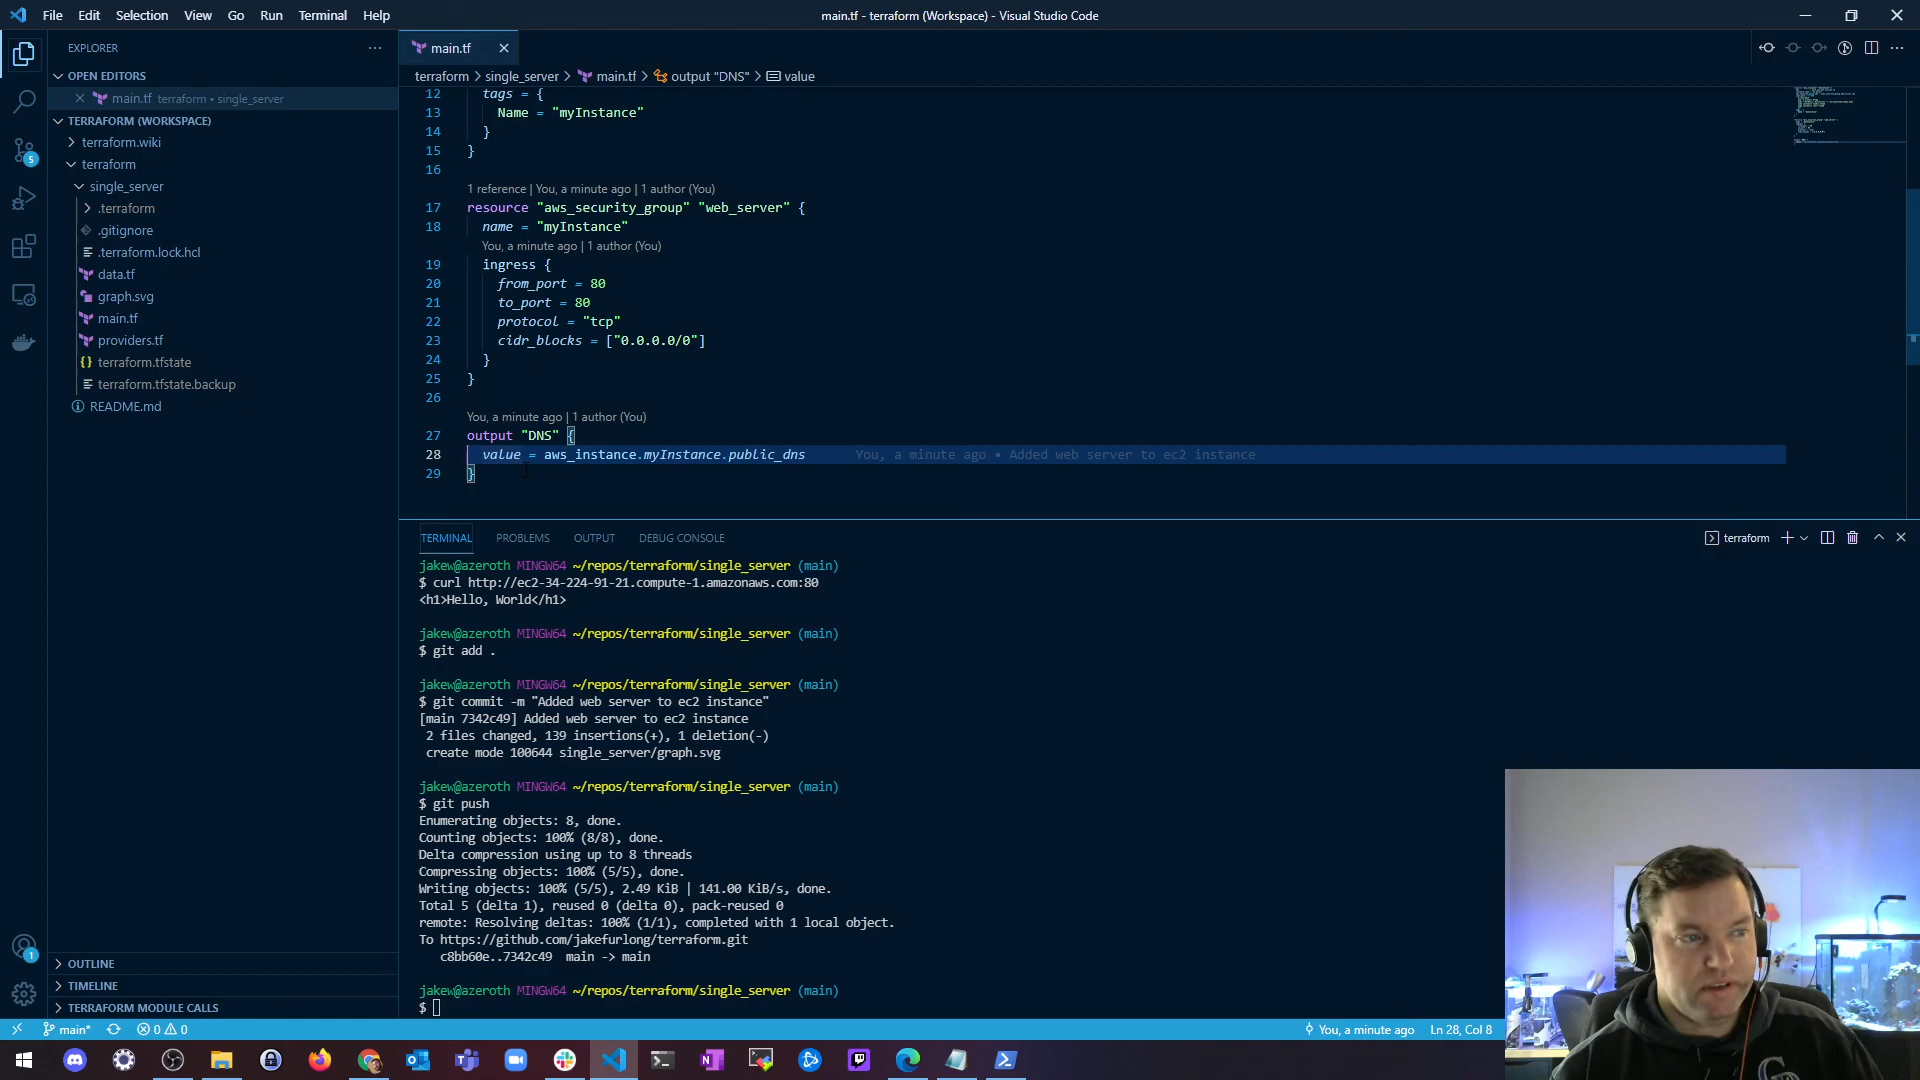 File Edit Selection View Go Run Terminal Help
main.tf - terraform (Workspace) - Visual Studio Code
EXPLORER
OPEN EDITORS
main.tf terraform • single_server
TERRAFORM (WORKSPACE)
terraform.wiki
terraform
single_server
.terraform
.gitignore
.terraform.lock.hcl
data.tf
graph.svg
main.tf
providers.tf
terraform.tfstate
terraform.tfstate.backup
README.md
OUTLINE
TIMELINE
TERRAFORM MODULE CALLS
5
1
main.tf
terraform > single_server > main.tf > output "DNS" > value
12 tags = {
13 Name = "myInstance"
14 }
15 }
16
1 reference | You, a minute ago | 1 author (You)
17 resource "aws_security_group" "web_server" {
18 name = "myInstance"
You, a minute ago | 1 author (You)
19 ingress {
20 from_port = 80
21 to_port = 80
22 protocol = "tcp"
23 cidr_blocks = ["0.0.0.0/0"]
24 }
25 }
26
You, a minute ago | 1 author (You)
27 output "DNS" {
28 value = aws_instance.myInstance.public_dns You, a minute ago • Added web server to ec2 instance
29 }
TERMINAL PROBLEMS OUTPUT DEBUG CONSOLE
terraform
jakew@azeroth MINGW64 ~/repos/terraform/single_server (main)
$ curl http://ec2-34-224-91-21.compute-1.amazonaws.com:80
<h1>Hello, World</h1>
jakew@azeroth MINGW64 ~/repos/terraform/single_server (main)
$ git add .
jakew@azeroth MINGW64 ~/repos/terraform/single_server (main)
$ git commit -m "Added web server to ec2 instance"
[main 7342c49] Added web server to ec2 instance
2 files changed, 139 insertions(+), 1 deletion(-)
create mode 100644 single_server/graph.svg
jakew@azeroth MINGW64 ~/repos/terraform/single_server (main)
$ git push
Enumerating objects: 8, done.
Counting objects: 100% (8/8), done.
Delta compression using up to 8 threads
Compressing objects: 100% (5/5), done.
Writing objects: 100% (5/5), 2.49 KiB | 141.00 KiB/s, done.
Total 5 (delta 1), reused 0 (delta 0), pack-reused 0
remote: Resolving deltas: 100% (1/1), completed with 1 local object.
To https://github.com/jakefurlong/terraform.git
c8bb60e..7342c49 main -> main
jakew@azeroth MINGW64 ~/repos/terraform/single_server (main)
$
main* 0 0
You, a minute ago Ln 28, Col 8